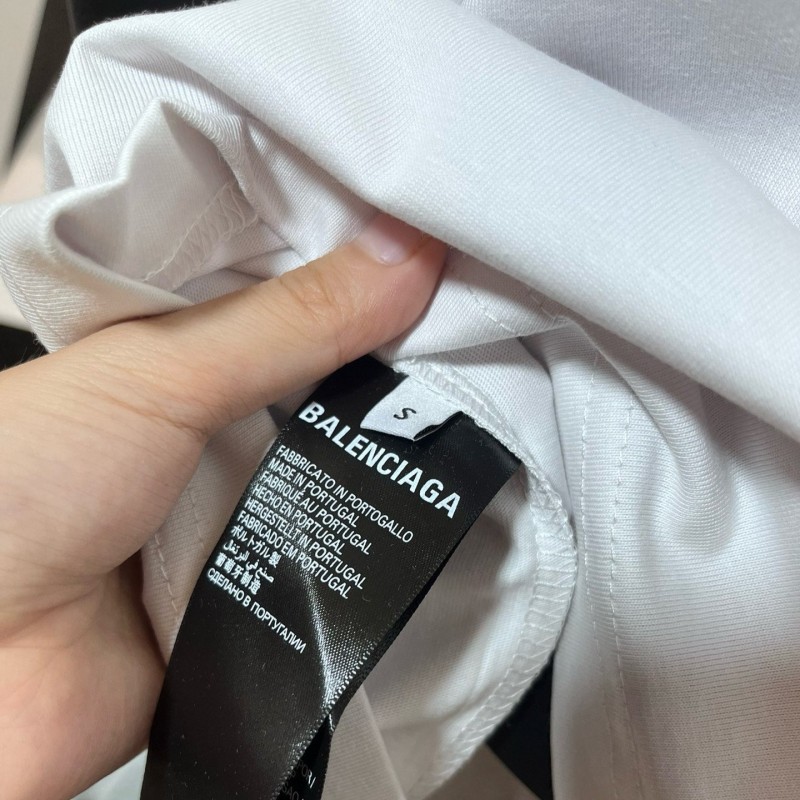 S
BALENCIAGA
FABBRICATO IN PORTOGALLO
MADE IN PORTUGAL
FABRIQUÉ AU PORTUGAL
HECHO EN PORTUGAL
HERGESTELLT IN PORTUGAL
FABRICADO EM PORTUGAL
ポルトガル製
صنع في
葡萄牙制造
СДЕЛАНО В ПОРТУГАЛИИ